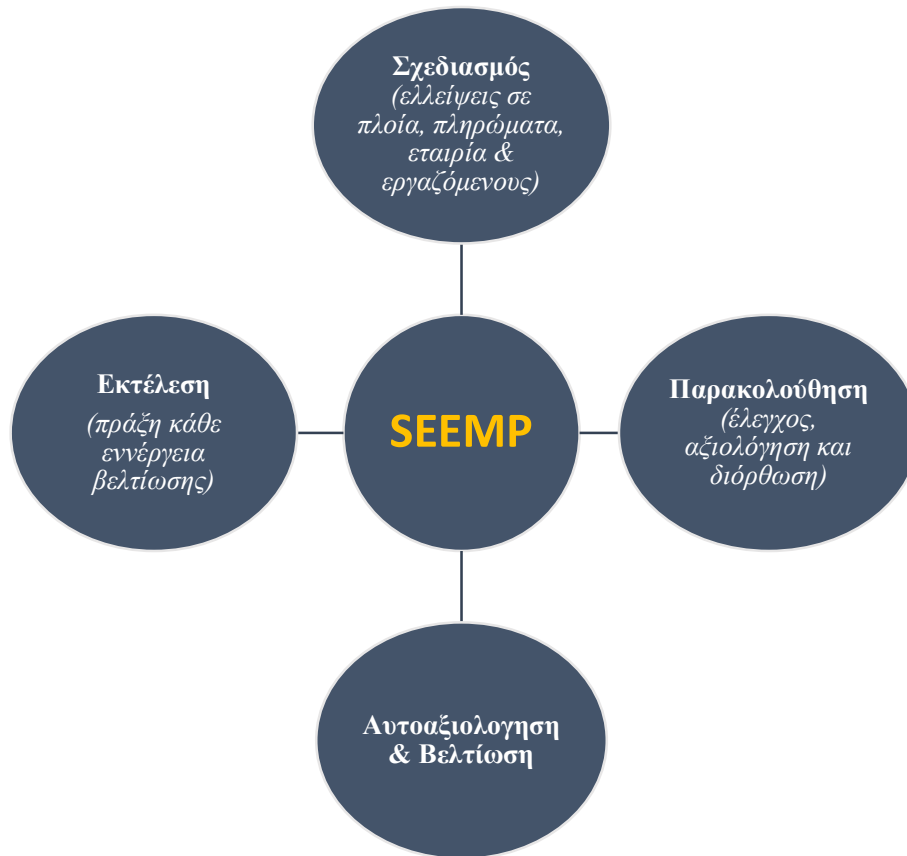 Σχεδιασμός
(ελλείψεις σε
πλοία, πληρώματα,
εταιρία &
εργαζόμενους)
Εκτέλεση
(πράξη κάθε
εννέργεια
βελτίωσης)
SEEMP
Παρακολούθηση
(έλεγχος,
αξιολόγηση και
διόρθωση)
Αυτοαξιολογηση
& Βελτίωση